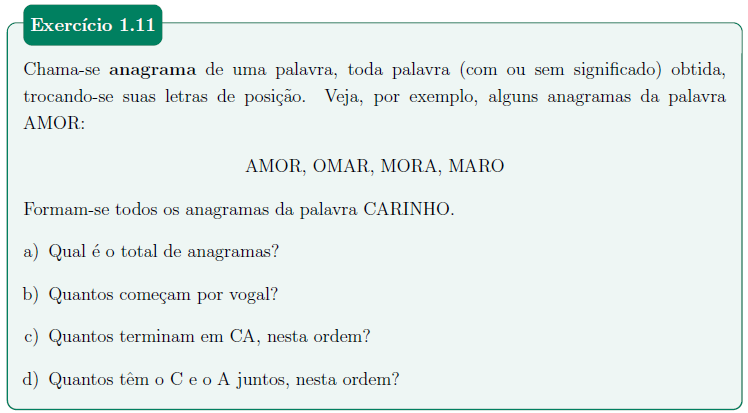 Exercício 1.11
Chama-se anagrama de uma palavra, toda palavra (com ou sem significado) obtida,
trocando-se suas letras de posição. Veja, por exemplo, alguns anagramas da palavra
AMOR:
AMOR, OMAR, MORA, MARO
Formam-se todos os anagramas da palavra CARINHO.
a) Qual é o total de anagramas?
b) Quantos começam por vogal?
c) Quantos terminam em CA, nesta ordem?
d) Quantos têm o C e o A juntos, nesta ordem?